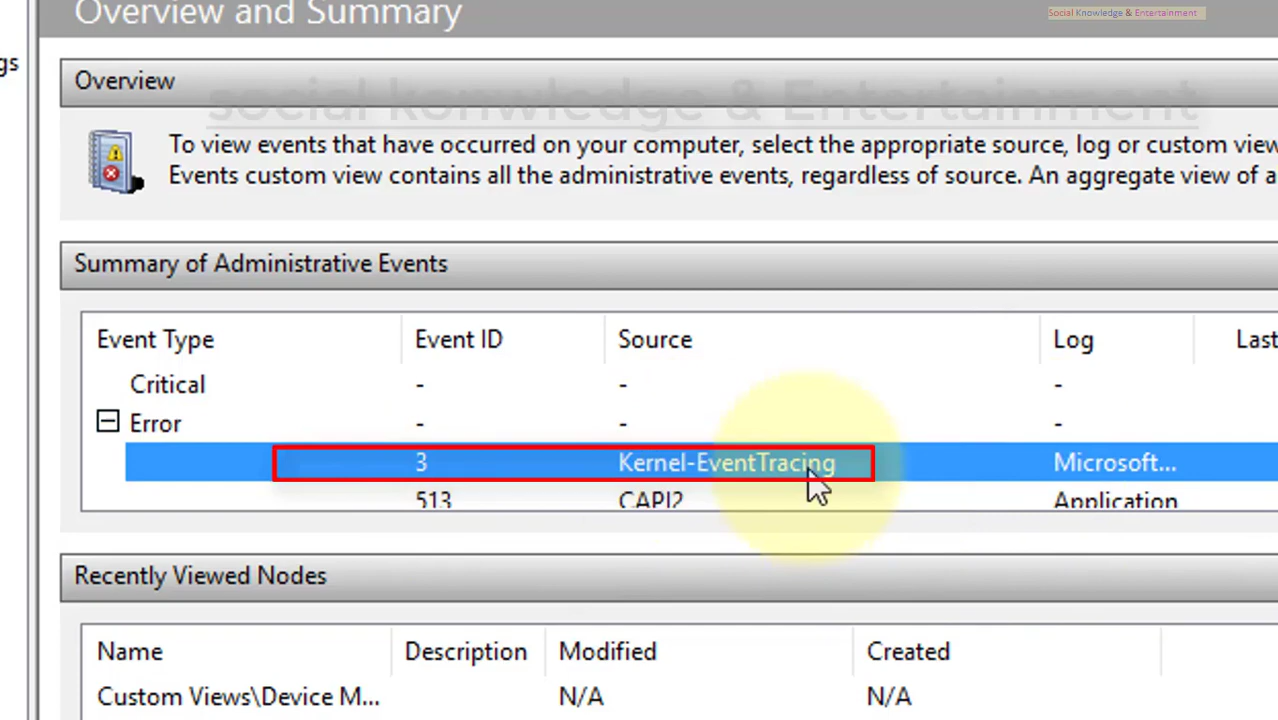 Overview and Summary
Social Knowledge & Entertainment
gs
Overview
social konwledge & Entertainment
To view events that have occurred on your computer, select the appropriate source, log or custom view
Events custom view contains all the administrative events, regardless of source. An aggregate view of a
Summary of Administrative Events
Event Type Event ID Source Log Last
Critical - - -
Error - - -
3 Kernel-EventTracing Microsoft...
513 CAPI2 Application
Recently Viewed Nodes
Name Description Modified Created
Custom Views\Device M... N/A N/A